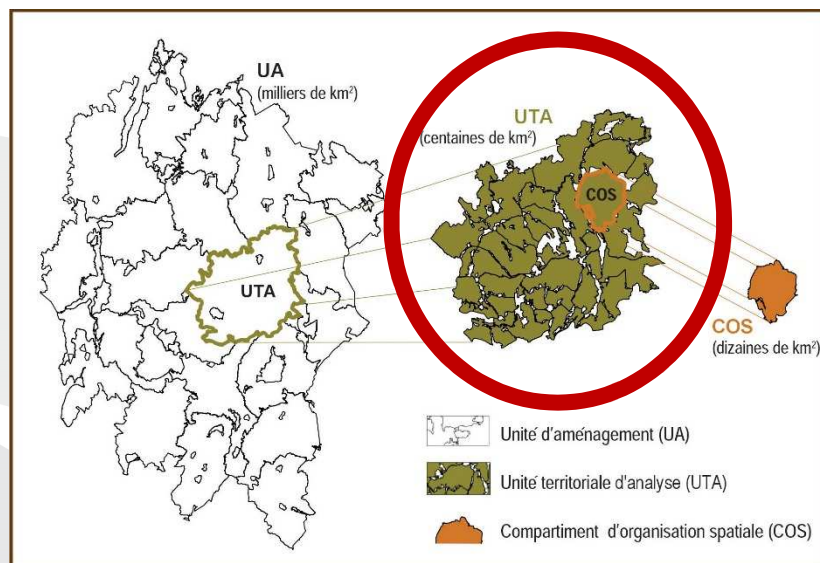 UA
(milliers de km²)
UTA
(centaines de km²)
COS
UTA
COS
(dizaines de km²)
Unité d'aménagement (UA)
Unité territoriale d'analyse (UTA)
Compartiment d'organisation spatiale (COS)